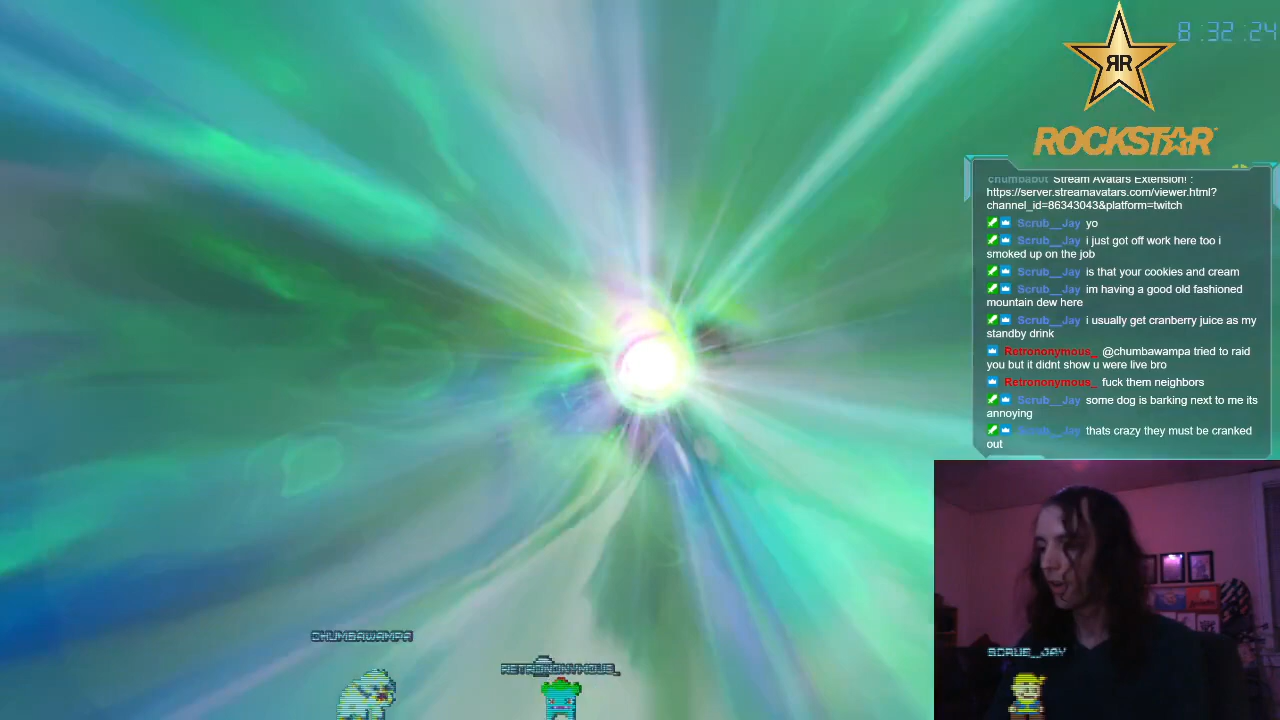 8:32:24
RR
ROCKSTAR
chumbabot Stream Avatars Extension! :
https://server.streamavatars.com/viewer.html?
channel_id=86343043&platform=twitch
Scrub__Jay yo
Scrub__Jay i just got off work here too i
smoked up on the job
Scrub__Jay is that your cookies and cream
Scrub__Jay im having a good old fashioned
mountain dew here
Scrub__Jay i usually get cranberry juice as my
standby drink
Retrononymous_ @chumbawampa tried to raid
you but it didnt show u were live bro
Retrononymous_ fuck them neighbors
Scrub__Jay some dog is barking next to me its
annoying
Scrub__Jay thats crazy they must be cranked
out
CHUMBAWAMPA
RETRONONYMOUS_
SCRUB__JAY